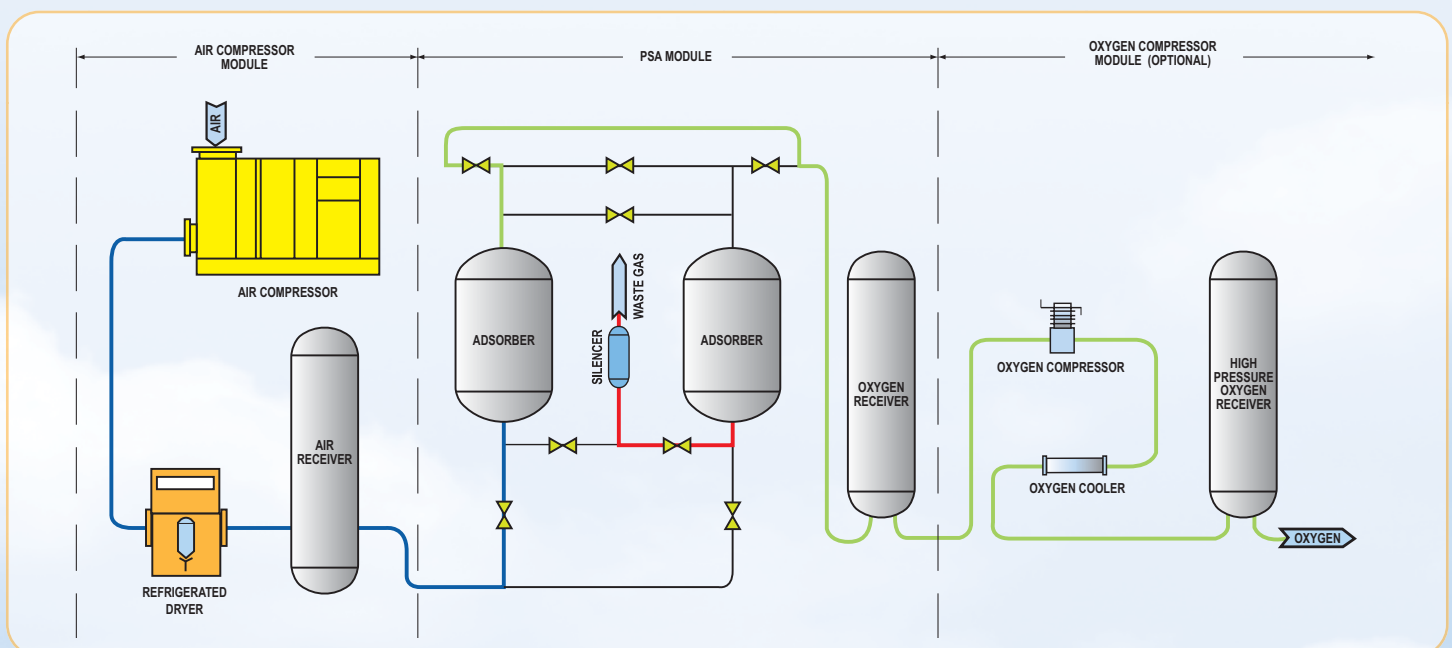 AIR COMPRESSOR
MODULE
PSA MODULE
OXYGEN COMPRESSOR
MODULE (OPTIONAL)
AIR
AIR COMPRESSOR
REFRIGERATED
DRYER
AIR
RECEIVER
ADSORBER
SILENCER
WASTE GAS
ADSORBER
OXYGEN
RECEIVER
OXYGEN COMPRESSOR
OXYGEN COOLER
HIGH
PRESSURE
OXYGEN
RECEIVER
OXYGEN